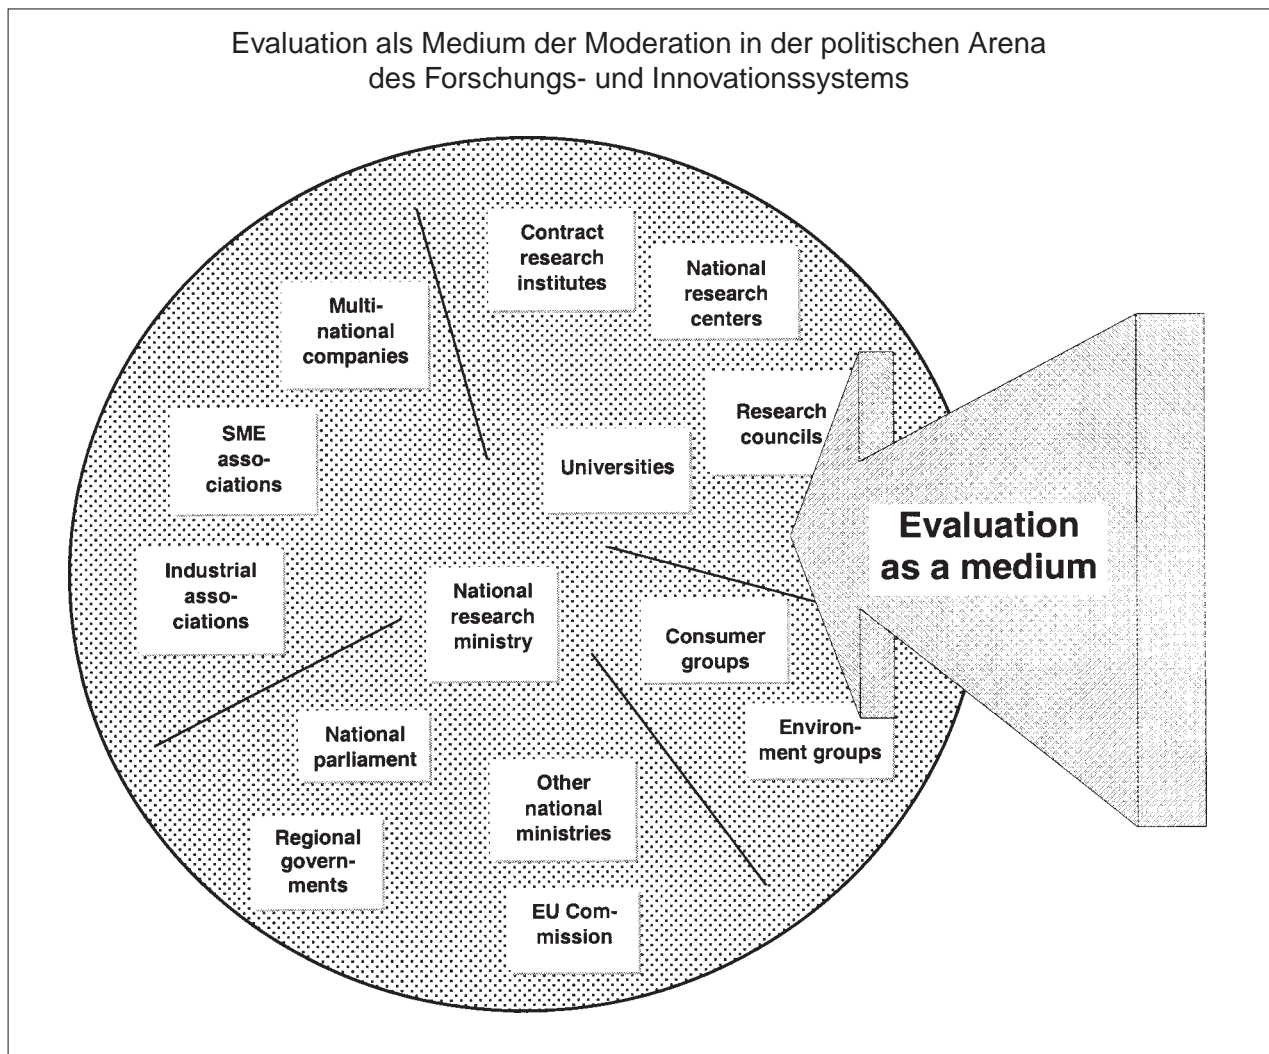 Evaluation als Medium der Moderation in der politischen Arena
des Forschungs- und Innovationssystems
Contract
research
institutes
National
research
centers
Multi-
national
companies
Research
councils
SME
asso-
ciations
Universities
Evaluation
as a medium
Industrial
asso-
ciations
National
research
ministry
Consumer
groups
National
parliament
Environ-
ment groups
Other
national
ministries
Regional
govern-
ments
EU Com-
mission